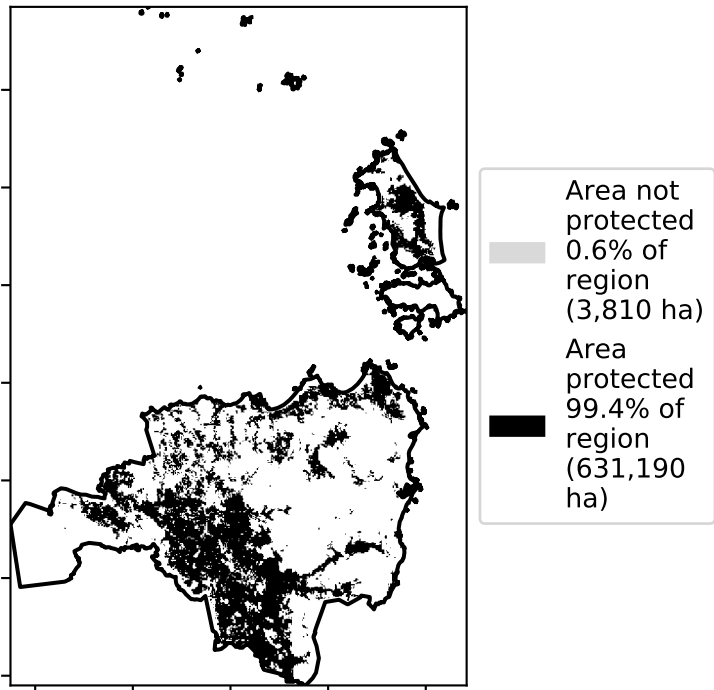 Area not
protected
0.6% of
region
(3,810 ha)
Area
protected
99.4% of
region
(631,190
ha)